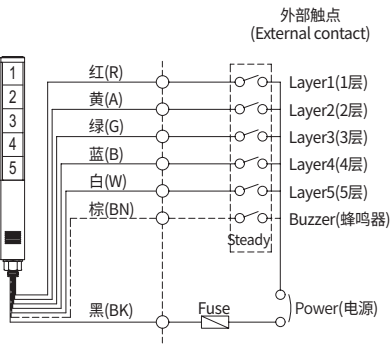 外部触点
(External contact)
1
2
3
4
5
红(R)
Layer1(1层)
黄(A)
Layer2(2层)
绿(G)
Layer3(3层)
蓝(B)
Layer4(4层)
白(W)
Layer5(5层)
棕(BN)
Buzzer(蜂鸣器)
Steady
黑(BK)
Fuse
Power(电源)